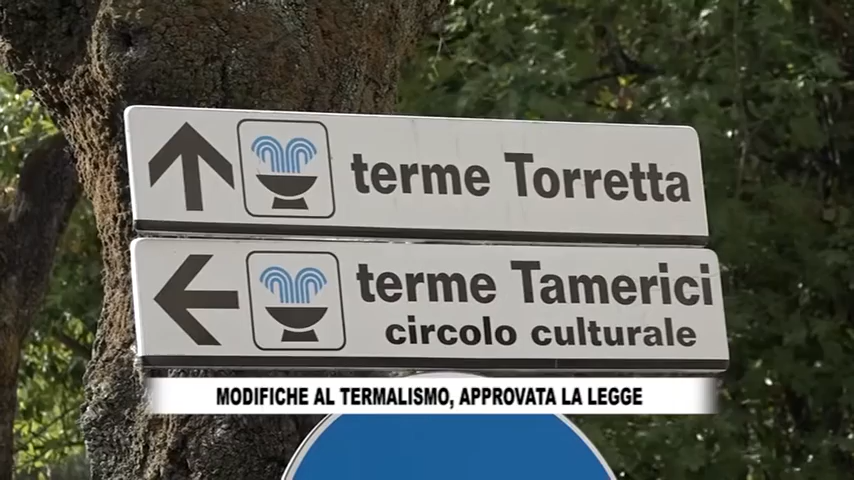 terme Torretta
terme Tamerici
circolo culturale
MODIFICHE AL TERMALISMO, APPROVATA LA LEGGE